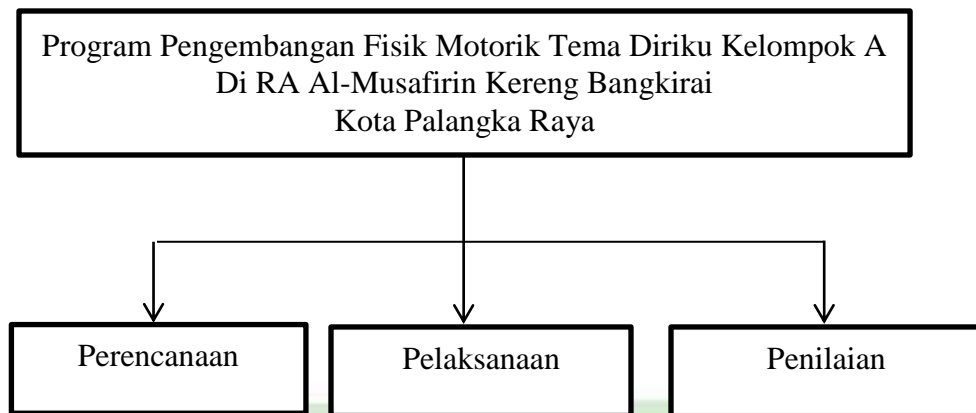 Program Pengembangan Fisik Motorik Tema Diriku Kelompok A
Di RA Al-Musafirin Kereng Bangkirai
Kota Palangka Raya
Perencanaan
Pelaksanaan
Penilaian